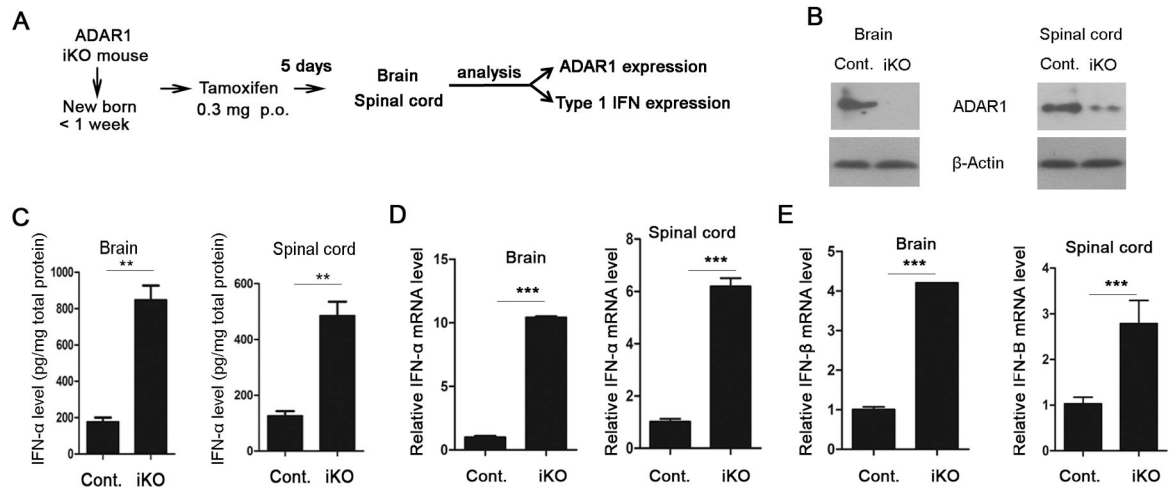 A
ADAR1
iKO mouse
New born
< 1 week
Tamoxifen
0.3 mg p.o.
5 days
Brain
Spinal cord
analysis
ADAR1 expression
Type 1 IFN expression
B
Brain
Spinal cord
Cont. iKO
Cont. iKO
ADAR1
β-Actin
C
Brain
**
IFN-α level (pg/mg total protein)
1000
800
600
400
200
0
Cont. iKO
Spinal cord
**
IFN-α level (pg/mg total protein)
600
400
200
0
Cont. iKO
D
Brain
***
Relative IFN-α mRNA level
15
10
5
0
Cont. iKO
Spinal cord
***
Relative IFN-α mRNA level
8
6
4
2
0
Cont. iKO
E
Brain
***
Relative IFN-β mRNA level
5
4
3
2
1
0
Cont. iKO
Spinal cord
***
Relative IFN-B mRNA level
4
3
2
1
0
Cont. iKO